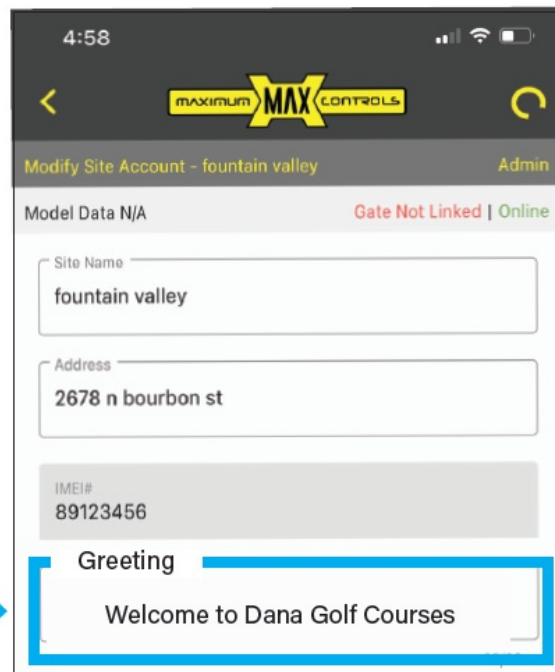 4:58
MAXIMUM MAX CONTROLS
Modify Site Account - fountain valley Admin
Model Data N/A Gate Not Linked | Online
Site Name
fountain valley
Address
2678 n bourbon st
IMEI#
89123456
Greeting
Welcome to Dana Golf Courses